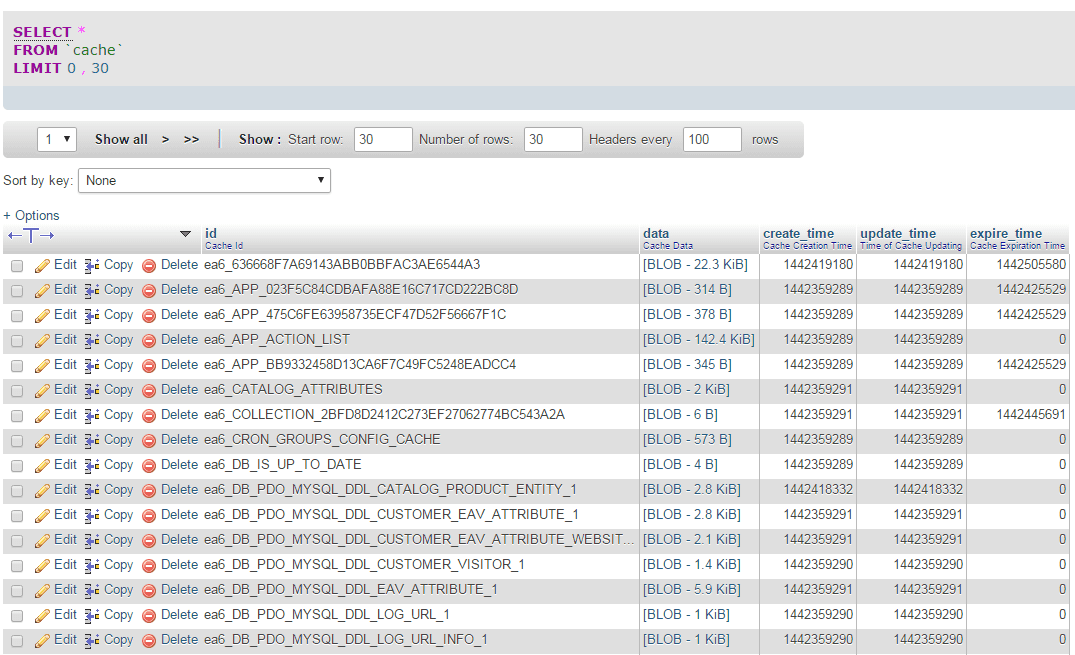 SELECT *
FROM `cache`
LIMIT 0 , 30
1 Show all > >> Show : Start row: 30 Number of rows: 30 Headers every 100 rows
Sort by key: None
+ Options
←T→ id data create_time update_time expire_time
Cache Id Cache Data Cache Creation Time Time of Cache Updating Cache Expiration Time
Edit Copy Delete ea6_636668F7A69143ABB0BBFAC3AE6544A3 [BLOB - 22.3 KiB] 1442419180 1442419180 1442505580
Edit Copy Delete ea6_APP_023F5C84CDBAFA88E16C717CD222BC8D [BLOB - 314 B] 1442359289 1442359289 1442425529
Edit Copy Delete ea6_APP_475C6FE63958735ECF47D52F56667F1C [BLOB - 378 B] 1442359289 1442359289 1442425529
Edit Copy Delete ea6_APP_ACTION_LIST [BLOB - 142.4 KiB] 1442359289 1442359289 0
Edit Copy Delete ea6_APP_BB9332458D13CA6F7C49FC5248EADCC4 [BLOB - 345 B] 1442359289 1442359289 1442425529
Edit Copy Delete ea6_CATALOG_ATTRIBUTES [BLOB - 2 KiB] 1442359291 1442359291 0
Edit Copy Delete ea6_COLLECTION_2BFD8D2412C273EF27062774BC543A2A [BLOB - 6 B] 1442359291 1442359291 1442445691
Edit Copy Delete ea6_CRON_GROUPS_CONFIG_CACHE [BLOB - 573 B] 1442359289 1442359289 0
Edit Copy Delete ea6_DB_IS_UP_TO_DATE [BLOB - 4 B] 1442359289 1442359289 0
Edit Copy Delete ea6_DB_PDO_MYSQL_DDL_CATALOG_PRODUCT_ENTITY_1 [BLOB - 2.8 KiB] 1442418332 1442418332 0
Edit Copy Delete ea6_DB_PDO_MYSQL_DDL_CUSTOMER_EAV_ATTRIBUTE_1 [BLOB - 2.8 KiB] 1442359291 1442359291 0
Edit Copy Delete ea6_DB_PDO_MYSQL_DDL_CUSTOMER_EAV_ATTRIBUTE_WEBSIT... [BLOB - 2.1 KiB] 1442359291 1442359291 0
Edit Copy Delete ea6_DB_PDO_MYSQL_DDL_CUSTOMER_VISITOR_1 [BLOB - 1.4 KiB] 1442359290 1442359290 0
Edit Copy Delete ea6_DB_PDO_MYSQL_DDL_EAV_ATTRIBUTE_1 [BLOB - 5.9 KiB] 1442359291 1442359291 0
Edit Copy Delete ea6_DB_PDO_MYSQL_DDL_LOG_URL_1 [BLOB - 1 KiB] 1442359290 1442359290 0
Edit Copy Delete ea6_DB_PDO_MYSQL_DDL_LOG_URL_INFO_1 [BLOB - 1 KiB] 1442359290 1442359290 0